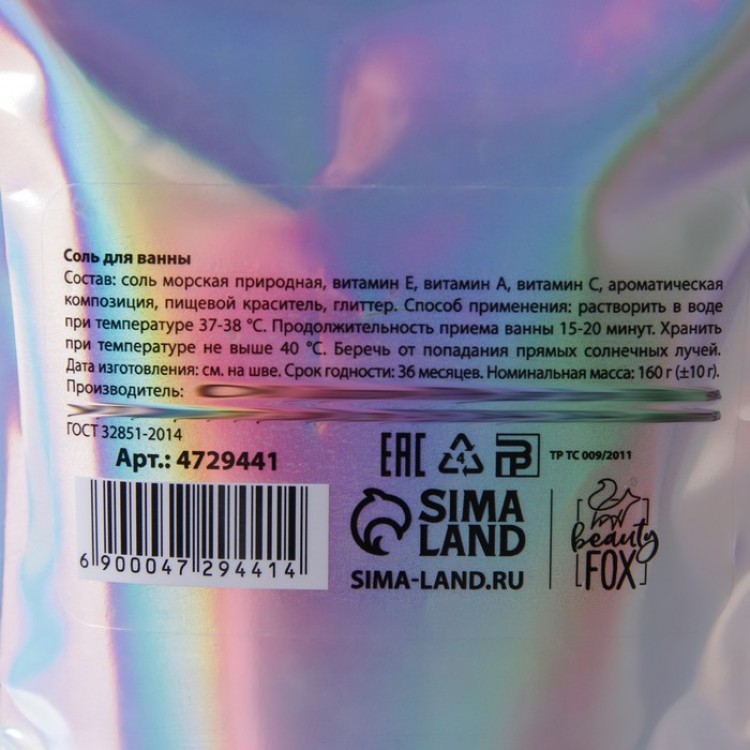 Соль для ванны
Состав: соль морская природная, витамин Е, витамин А, витамин С, ароматическая
композиция, пищевой краситель, глиттер. Способ применения: растворить в воде
при температуре 37-38 °С. Продолжительность приема ванны 15-20 минут. Хранить
при температуре не выше 40 °С. Беречь от попадания прямых солнечных лучей.
Дата изготовления: см. на шве. Срок годности: 36 месяцев. Номинальная масса: 160 г (±10 г).
Производитель:
ГОСТ 32851-2014
Арт.: 4729441
EAC 4 РТ ТР ТС 009/2011
6 900047 294414
SIMA
LAND
SIMA-LAND.RU
beauty
FOX